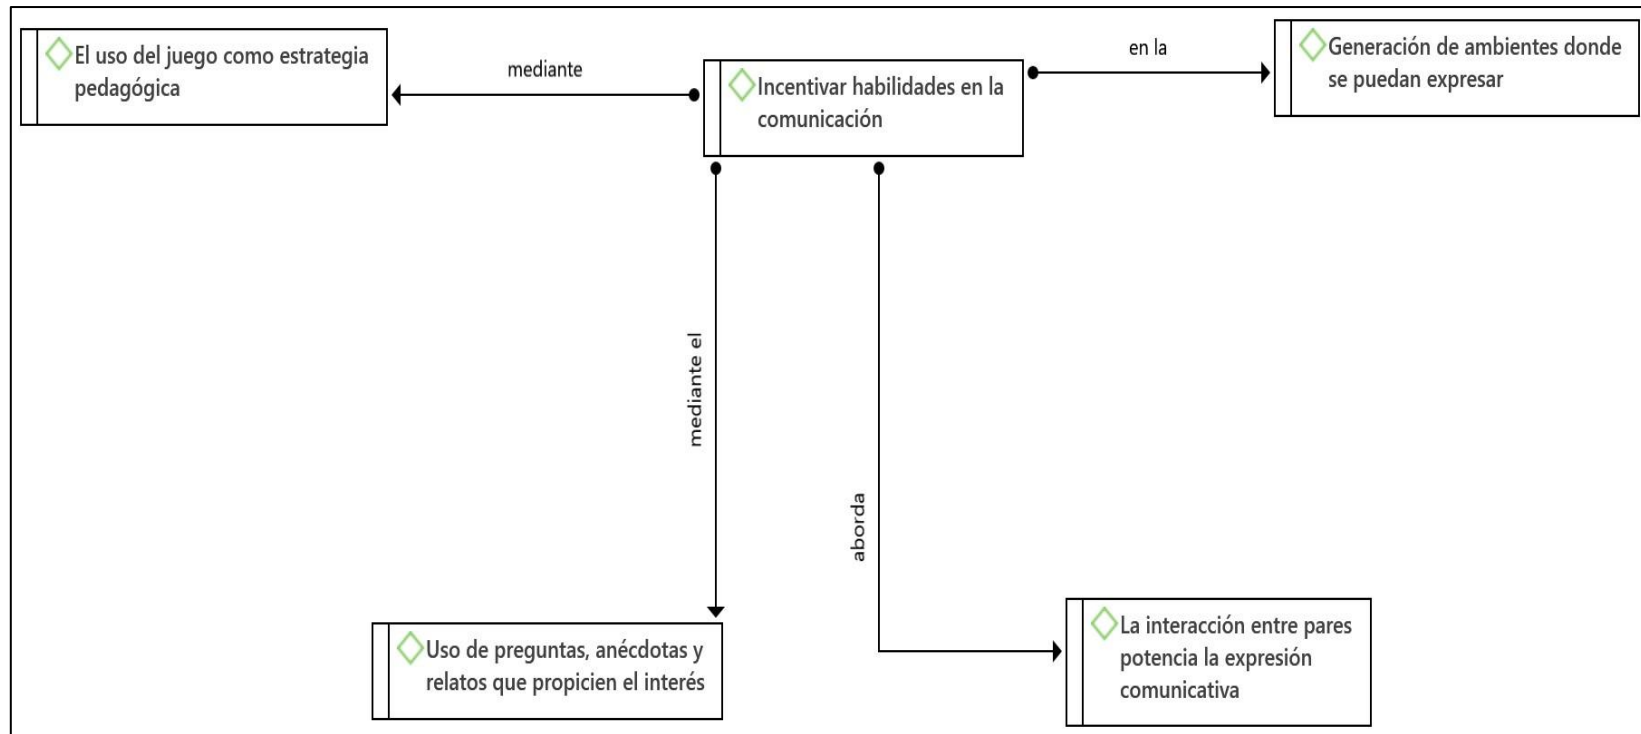 El uso del juego como estrategia
pedagógica
mediante
Incentivar habilidades en la
comunicación
en la
Generación de ambientes donde
se puedan expresar
mediante el
aborda
Uso de preguntas, anécdotas y
relatos que propicien el interés
La interacción entre pares
potencia la expresión
comunicativa